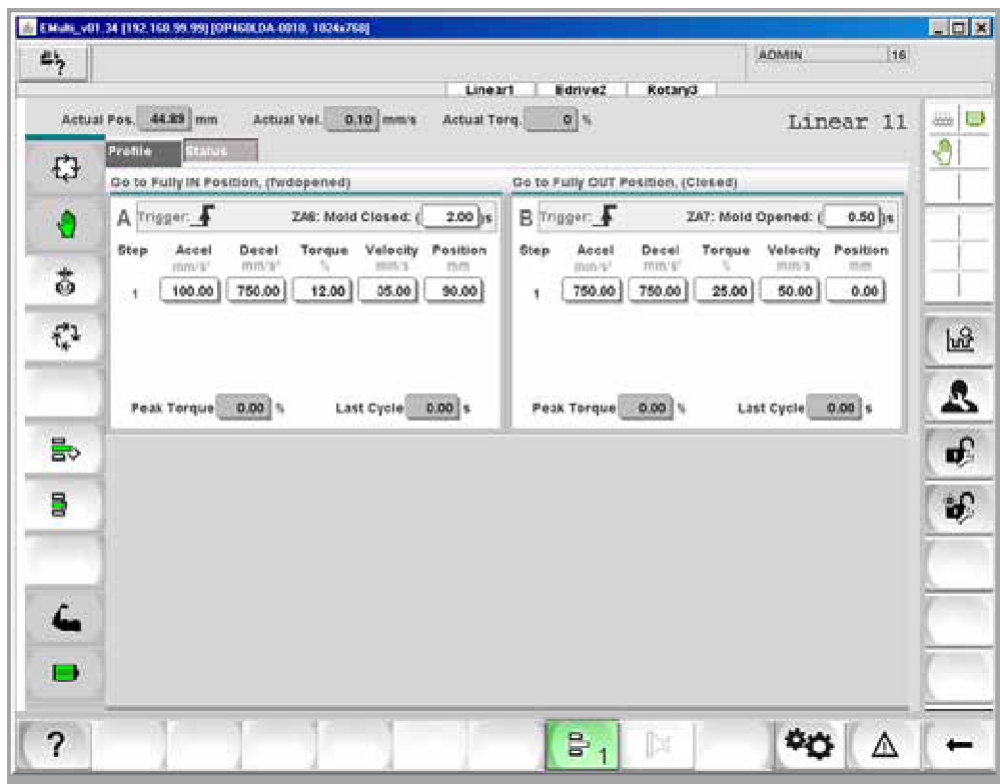 EMulti_v01.34 [192.168.99.99] [OP460LDA-0010, 1024x768]
ADMIN 16
Linear1 Edrive2 Rotary3
Actual Pos. 44.89 mm Actual Vel. 0.10 mm/s Actual Torq. 0 % Linear 11
Profile Status
Go to Fully IN Position, (fwdopened) Go to Fully OUT Position, (Closed)
A Trigger: ZA6: Mold Closed: ( 2.00 )s B Trigger: ZA7: Mold Opened: ( 0.50 )s
Step Accel Decel Torque Velocity Position Step Accel Decel Torque Velocity Position
mm/s² mm/s² % mm/s mm mm/s² mm/s² % mm/s mm
1 100.00 750.00 12.00 35.00 90.00 1 750.00 750.00 25.00 50.00 0.00
Peak Torque 0.00 % Last Cycle 0.00 s Peak Torque 0.00 % Last Cycle 0.00 s
? 1